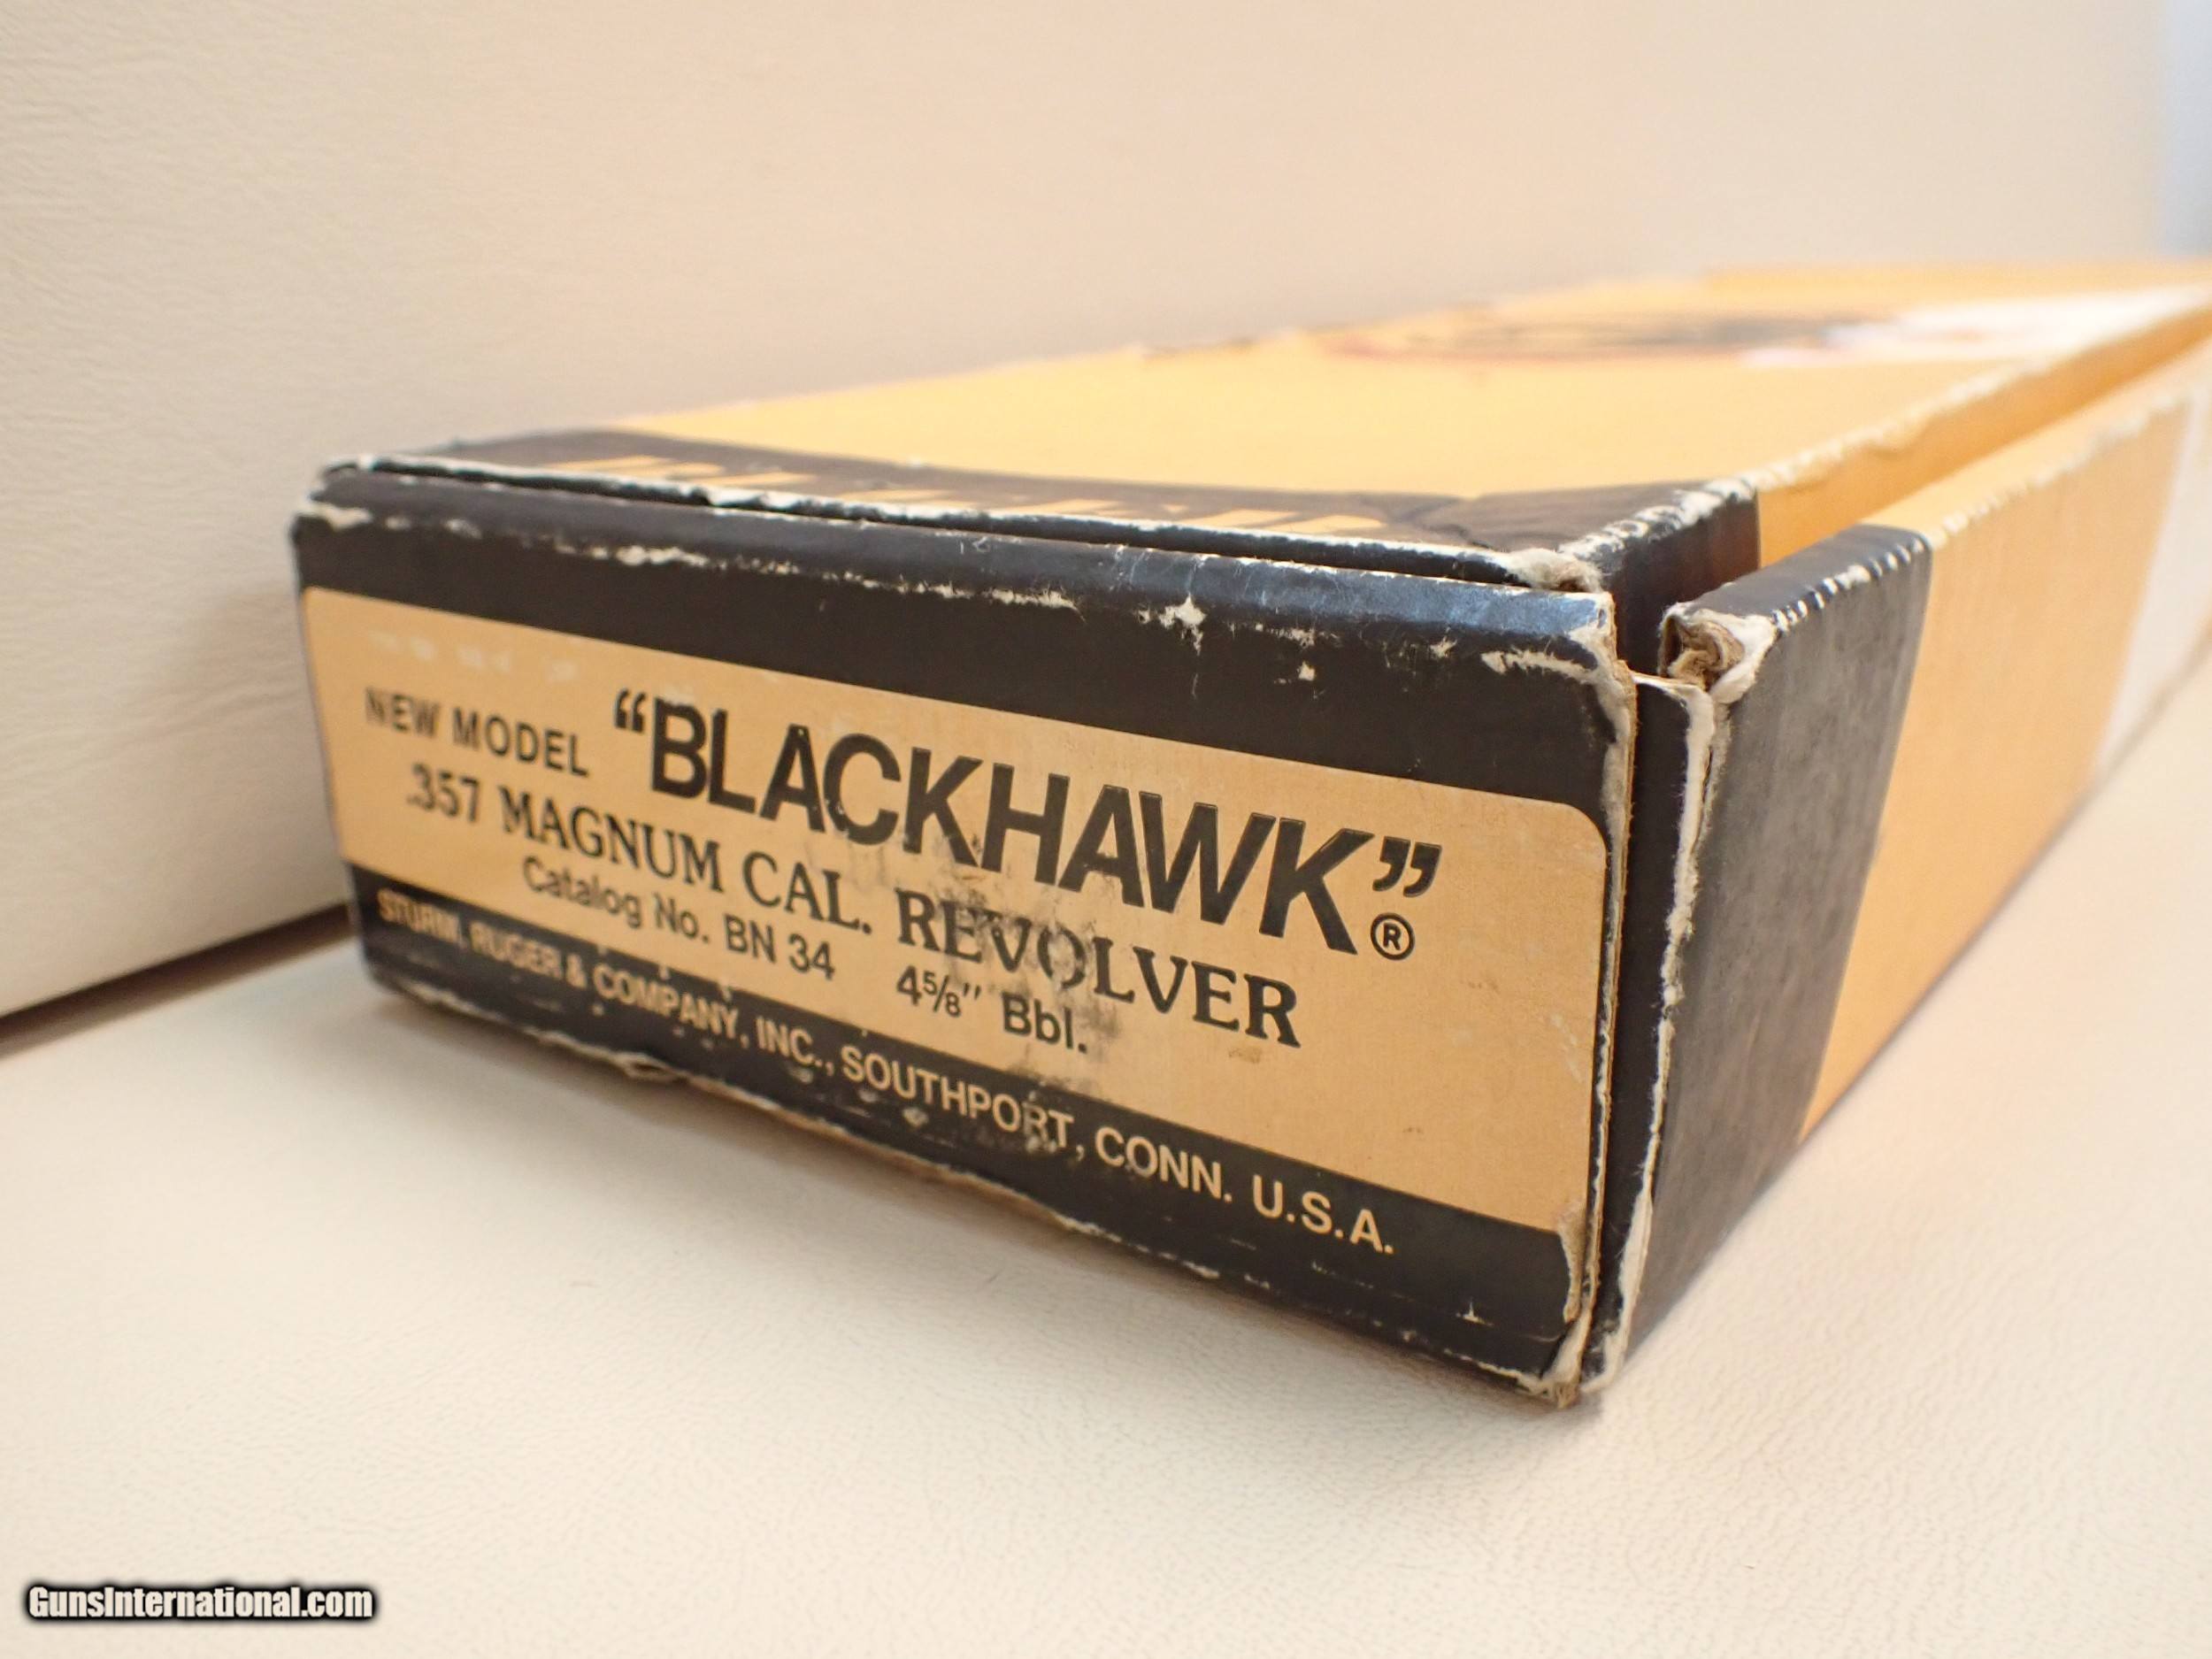 NEW MODEL "BLACKHAWK"®
.357 MAGNUM CAL. REVOLVER
Catalog No. BN 34 4⅝" Bbl.
STURM, RUGER & COMPANY, INC., SOUTHPORT, CONN. U.S.A.
GunsInternational.com